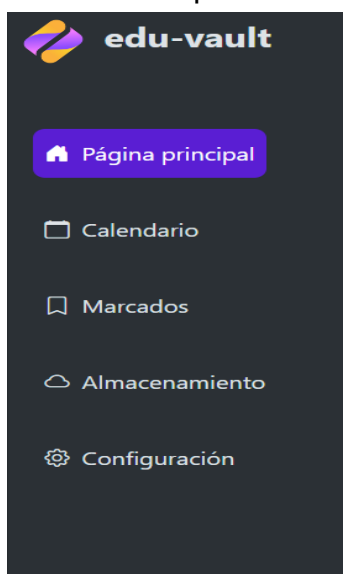 edu-vault
Página principal
Calendario
Marcados
Almacenamiento
Configuración